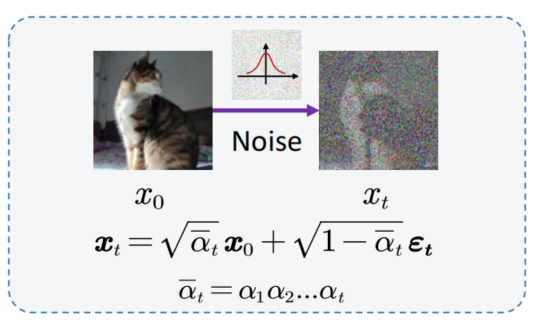 Noise
x₀
xₜ
𝒙ₜ = √ᾱₜ 𝒙₀ + √1 − ᾱₜ 𝜺ₜ
ᾱₜ = α₁α₂...αₜ